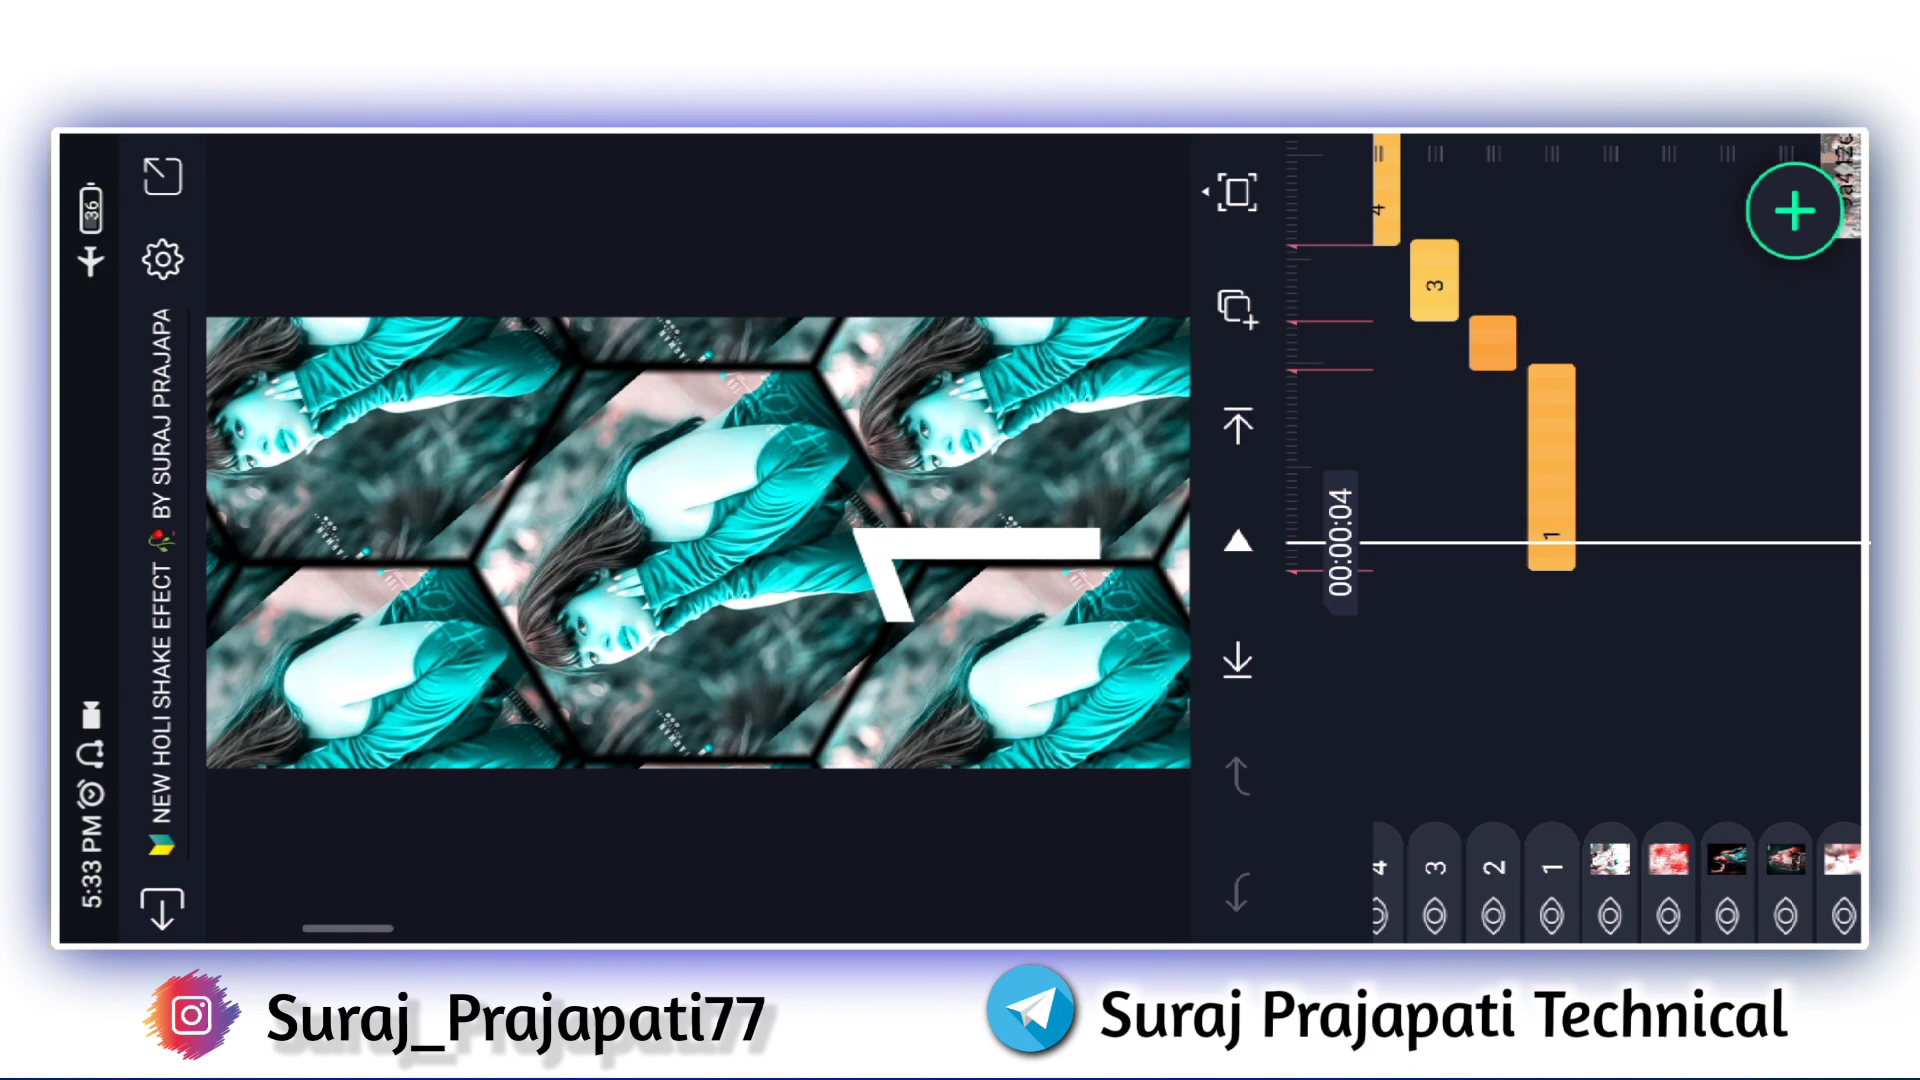 5:33 PM
36
🔰 NEW HOLI SHAKE EFECT 🥀 BY SURAJ PRAJAPA
1
00:00:04
4
3
1
4
3
2
1
Suraj_Prajapati77
Suraj Prajapati Technical